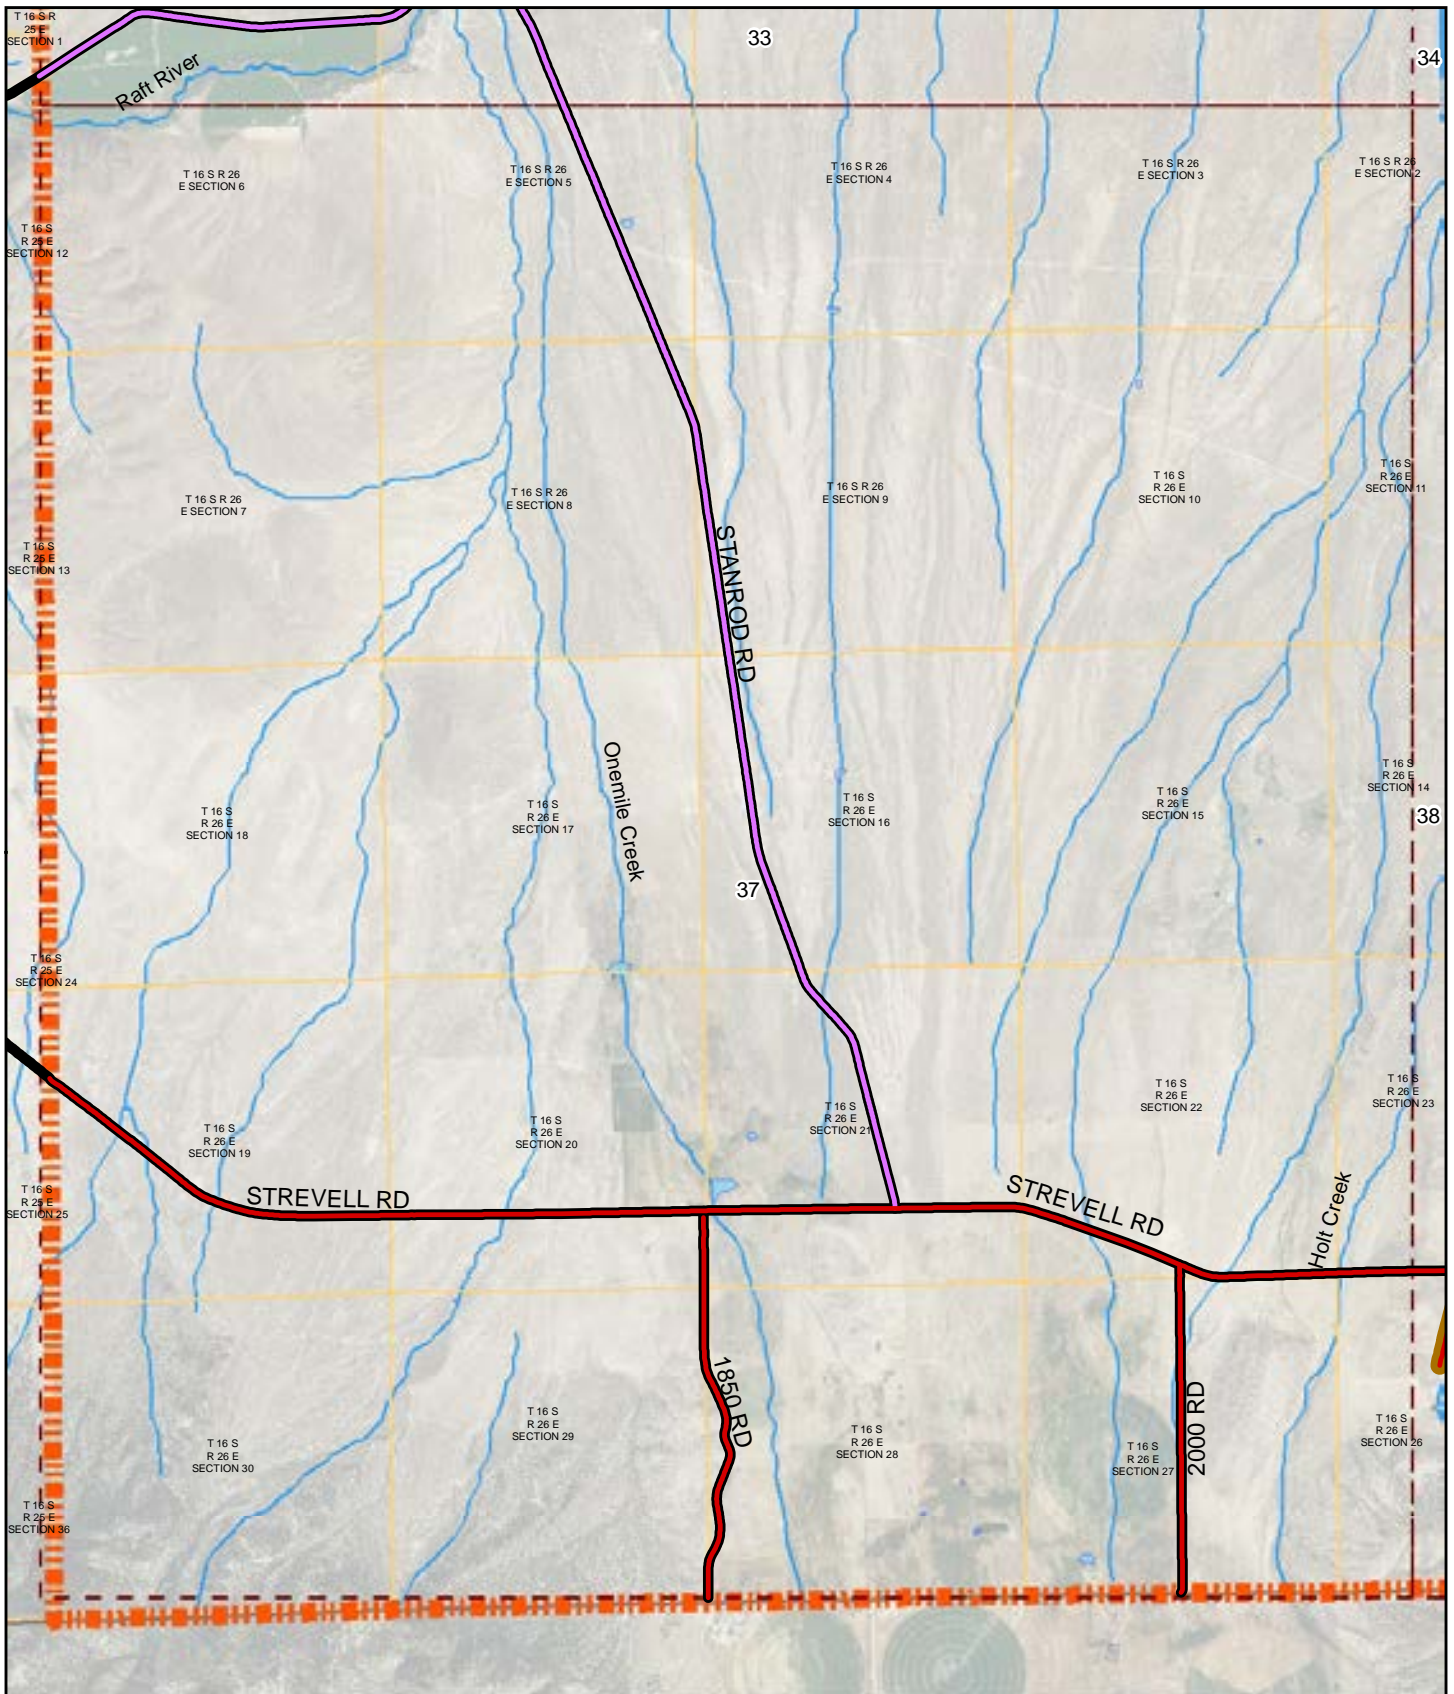 T 16 S R
25 E
SECTION 1
33
34
Raft River
T 16 S R 26
E SECTION 6
T 16 S R 26
E SECTION 5
T 16 S R 26
E SECTION 4
T 16 S R 26
E SECTION 3
T 16 S R 26
E SECTION 2
T 16 S
R 25 E
SECTION 12
T 16 S R 26
E SECTION 7
T 16 S R 26
E SECTION 8
T 16 S R 26
E SECTION 9
T 16 S
R 26 E
SECTION 10
T 16 S
R 26 E
SECTION 11
T 16 S
R 25 E
SECTION 13
STANROD RD
Onemile Creek
T 16 S
R 26 E
SECTION 18
T 16 S
R 26 E
SECTION 17
T 16 S
R 26 E
SECTION 16
T 16 S
R 26 E
SECTION 15
T 16 S
R 26 E
SECTION 14
38
37
T 16 S
R 25 E
SECTION 24
T 16 S
R 26 E
SECTION 19
T 16 S
R 26 E
SECTION 20
T 16 S
R 26 E
SECTION 21
T 16 S
R 26 E
SECTION 22
T 16 S
R 26 E
SECTION 23
T 16 S
R 25 E
SECTION 25
STREVELL RD
STREVELL RD
Holt Creek
1850 RD
2000 RD
T 16 S
R 26 E
SECTION 30
T 16 S
R 26 E
SECTION 29
T 16 S
R 26 E
SECTION 28
T 16 S
R 26 E
SECTION 27
T 16 S
R 26 E
SECTION 26
T 16 S
R 25 E
SECTION 36